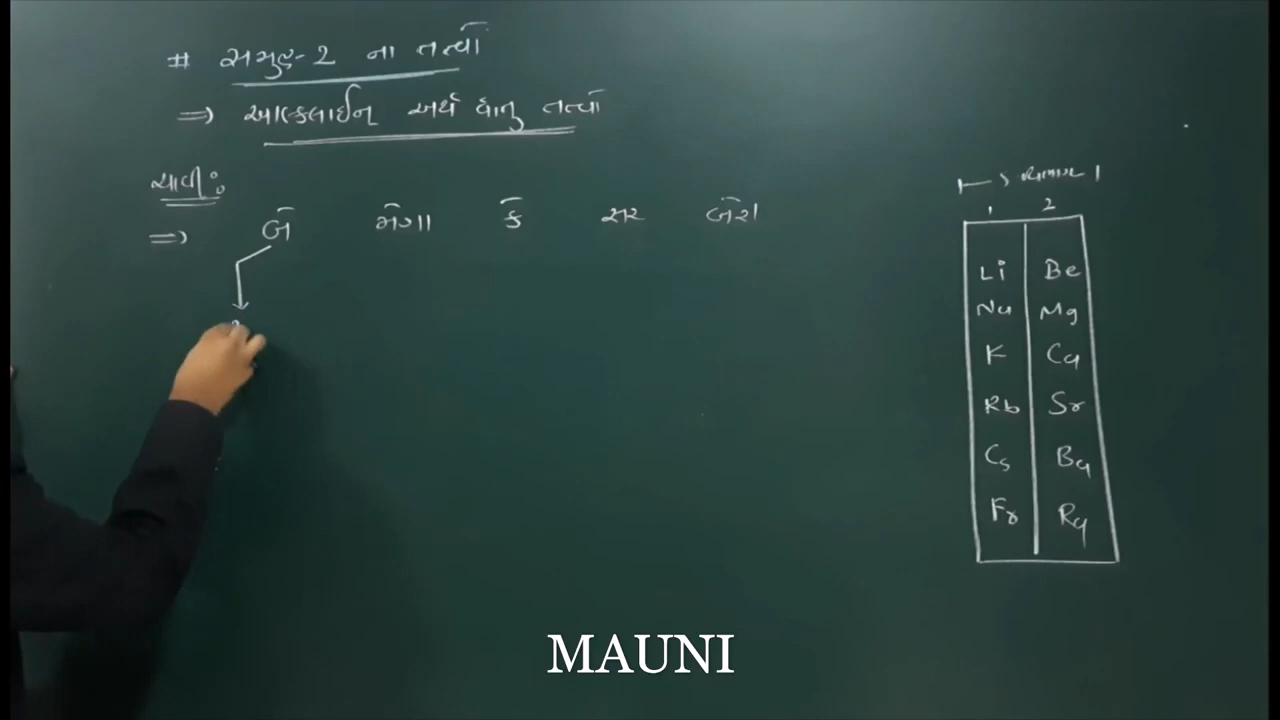 # સમુહ-2 ના તત્વો
⇒ આલ્કલાઈન અર્થ ધાતુ તત્વો
ચાવી:
⇒ બે મેગા કે સર બેરા
1 2
Li Be
Na Mg
K Ca
Rb Sr
Cs Ba
Fr Ra
MAUNI